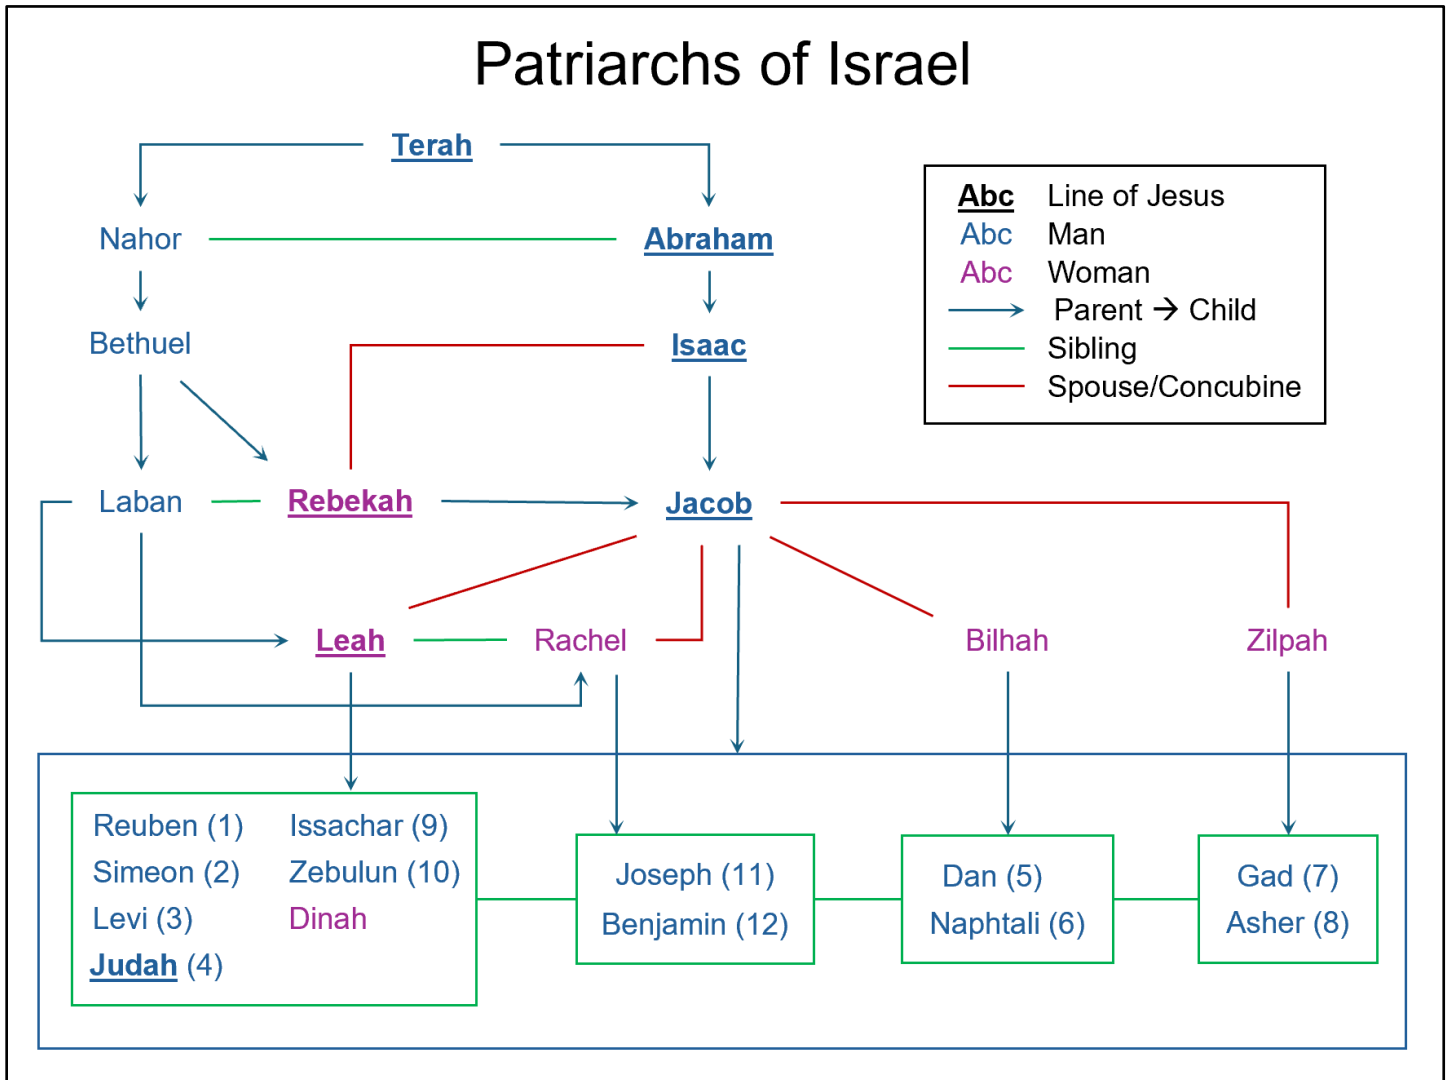 Patriarchs of Israel
Terah
Abc Line of Jesus
Abc Man
Abc Woman
Parent → Child
Sibling
Spouse/Concubine
Nahor
Abraham
Bethuel
Isaac
Laban
Rebekah
Jacob
Leah
Rachel
Bilhah
Zilpah
Reuben (1)
Simeon (2)
Levi (3)
Judah (4)
Issachar (9)
Zebulun (10)
Dinah
Joseph (11)
Benjamin (12)
Dan (5)
Naphtali (6)
Gad (7)
Asher (8)